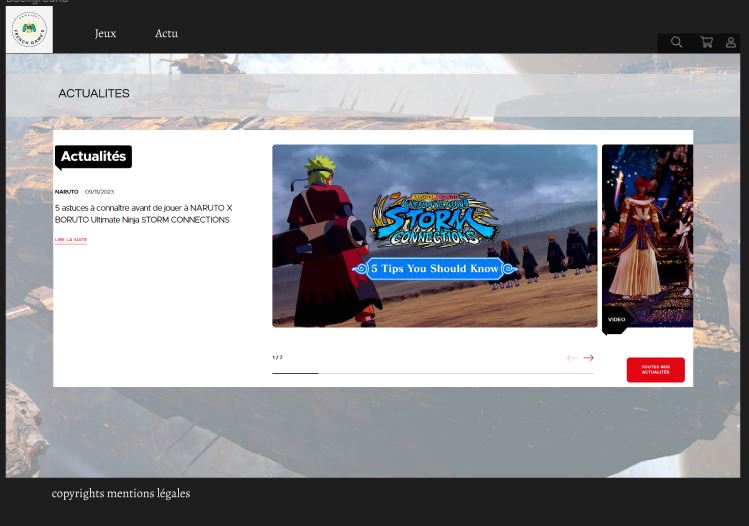 Background
FRENCH GAMES
Jeux
Actu
ACTUALITES
Actualités
NARUTO
09/11/2023
5 astuces à connaître avant de jouer à NARUTO X
BORUTO Ultimate Ninja STORM CONNECTIONS
LIRE LA SUITE
STORM
CONNECTIONS
5 Tips You Should Know
VIDEO
1 / 7
TOUTES NOS
ACTUALITÉS
copyrights mentions légales